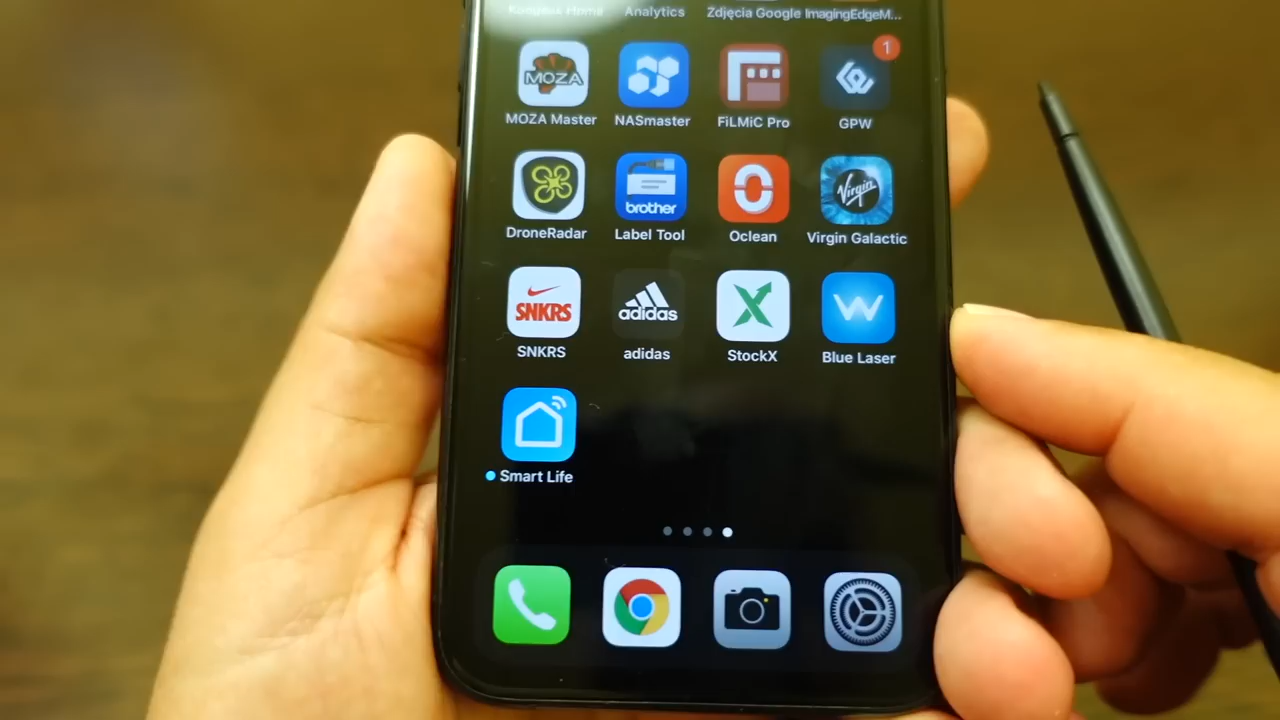 Analytics
Zdjęcia Google
ImagingEdgeM...
MOZA
1
MOZA Master
NASmaster
FiLMiC Pro
GPW
brother
Virgin
DroneRadar
Label Tool
Oclean
Virgin Galactic
SNKRS
adidas
SNKRS
adidas
StockX
Blue Laser
Smart Life